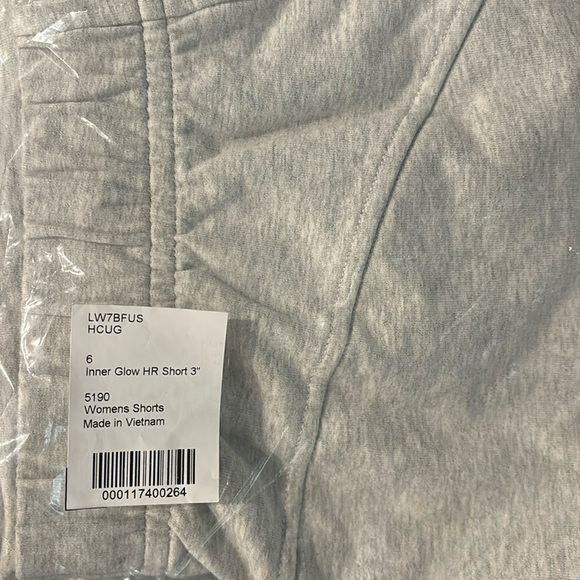 LW7BFUS
HCUG
6
Inner Glow HR Short 3"
5190
Womens Shorts
Made in Vietnam
000117400264